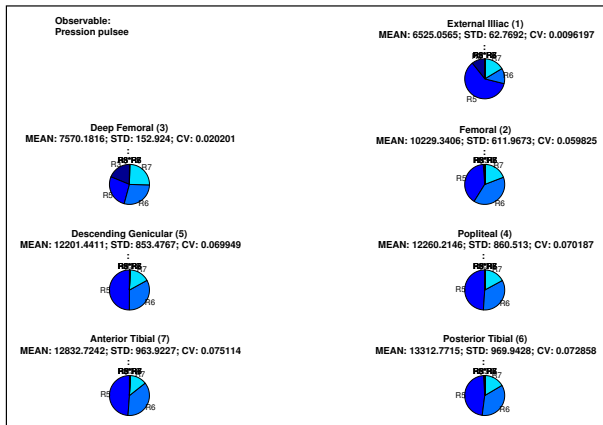 Observable:
Pression pulsee
External Illiac (1)
MEAN: 6525.0565; STD: 62.7692; CV: 0.0096197
:
R7
R6
R5
Deep Femoral (3)
MEAN: 7570.1816; STD: 152.924; CV: 0.020201
:
R7
R5
R6
Femoral (2)
MEAN: 10229.3406; STD: 611.9673; CV: 0.059825
:
R7
R5
R6
Descending Genicular (5)
MEAN: 12201.4411; STD: 853.4767; CV: 0.069949
:
R7
R5
R6
Popliteal (4)
MEAN: 12260.2146; STD: 860.513; CV: 0.070187
:
R7
R5
R6
Anterior Tibial (7)
MEAN: 12832.7242; STD: 963.9227; CV: 0.075114
:
R7
R5
R6
Posterior Tibial (6)
MEAN: 13312.7715; STD: 969.9428; CV: 0.072858
:
R7
R5
R6